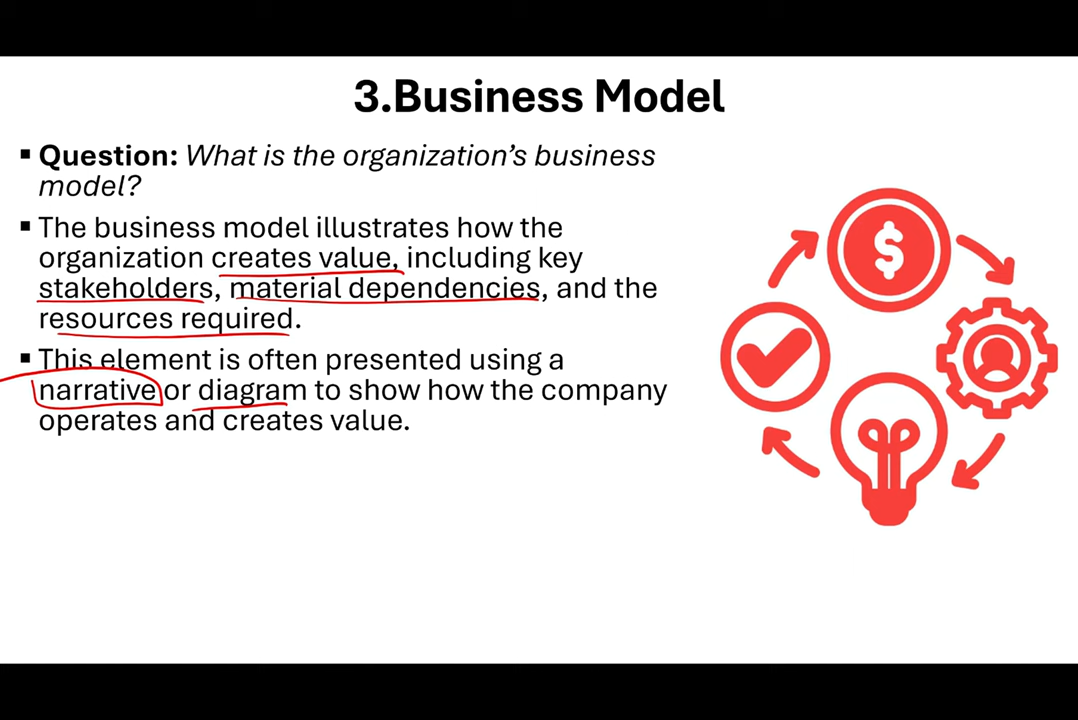 3.Business Model
▪ Question: What is the organization’s business
model?
▪ The business model illustrates how the
organization creates value, including key
stakeholders, material dependencies, and the
resources required.
▪ This element is often presented using a
narrative or diagram to show how the company
operates and creates value.
$